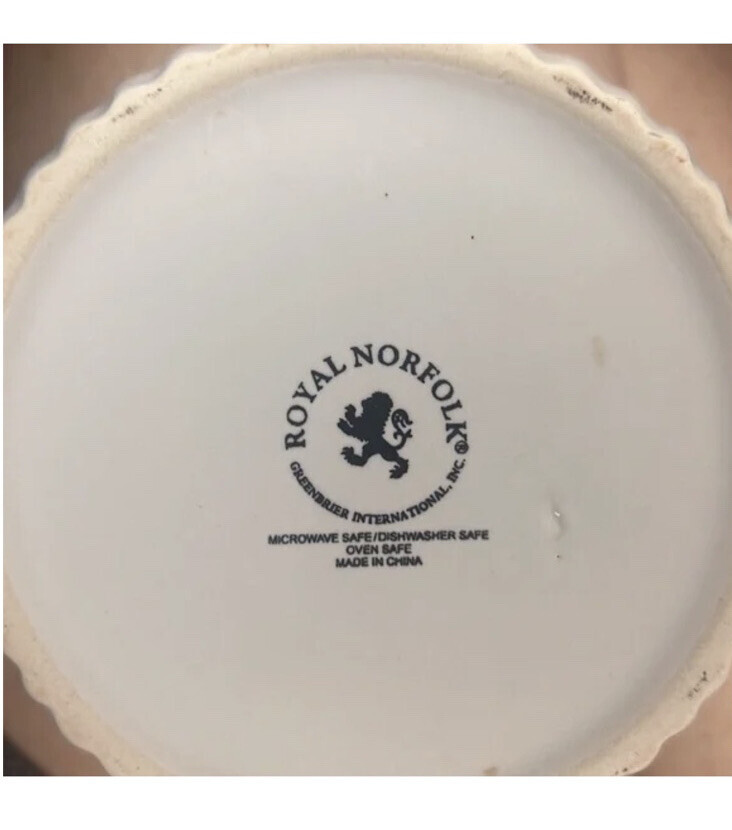 ROYAL NORFOLK®
GREENBRIER INTERNATIONAL, INC.
MICROWAVE SAFE/DISHWASHER SAFE
OVEN SAFE
MADE IN CHINA